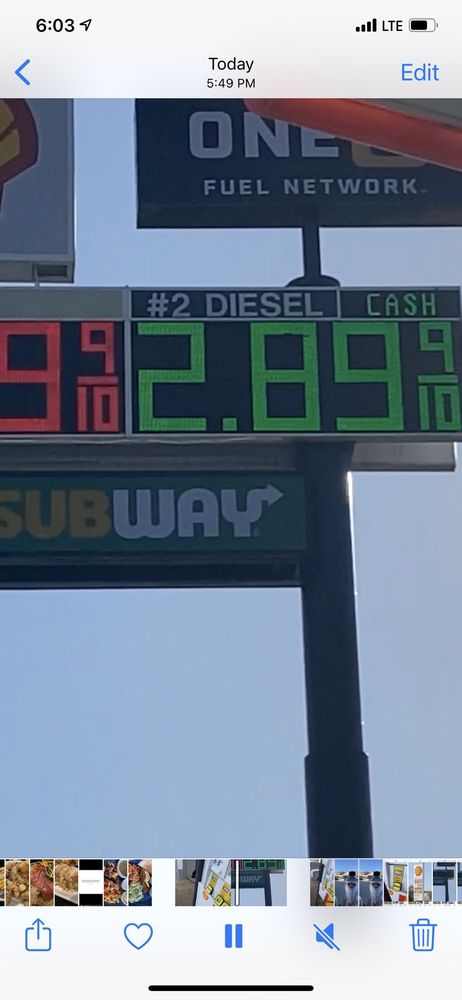 6:03
LTE
Today
5:49 PM
Edit
ONE
FUEL NETWORK
#2 DIESEL CASH
9 9/10 2.89 9/10
SUBWAY